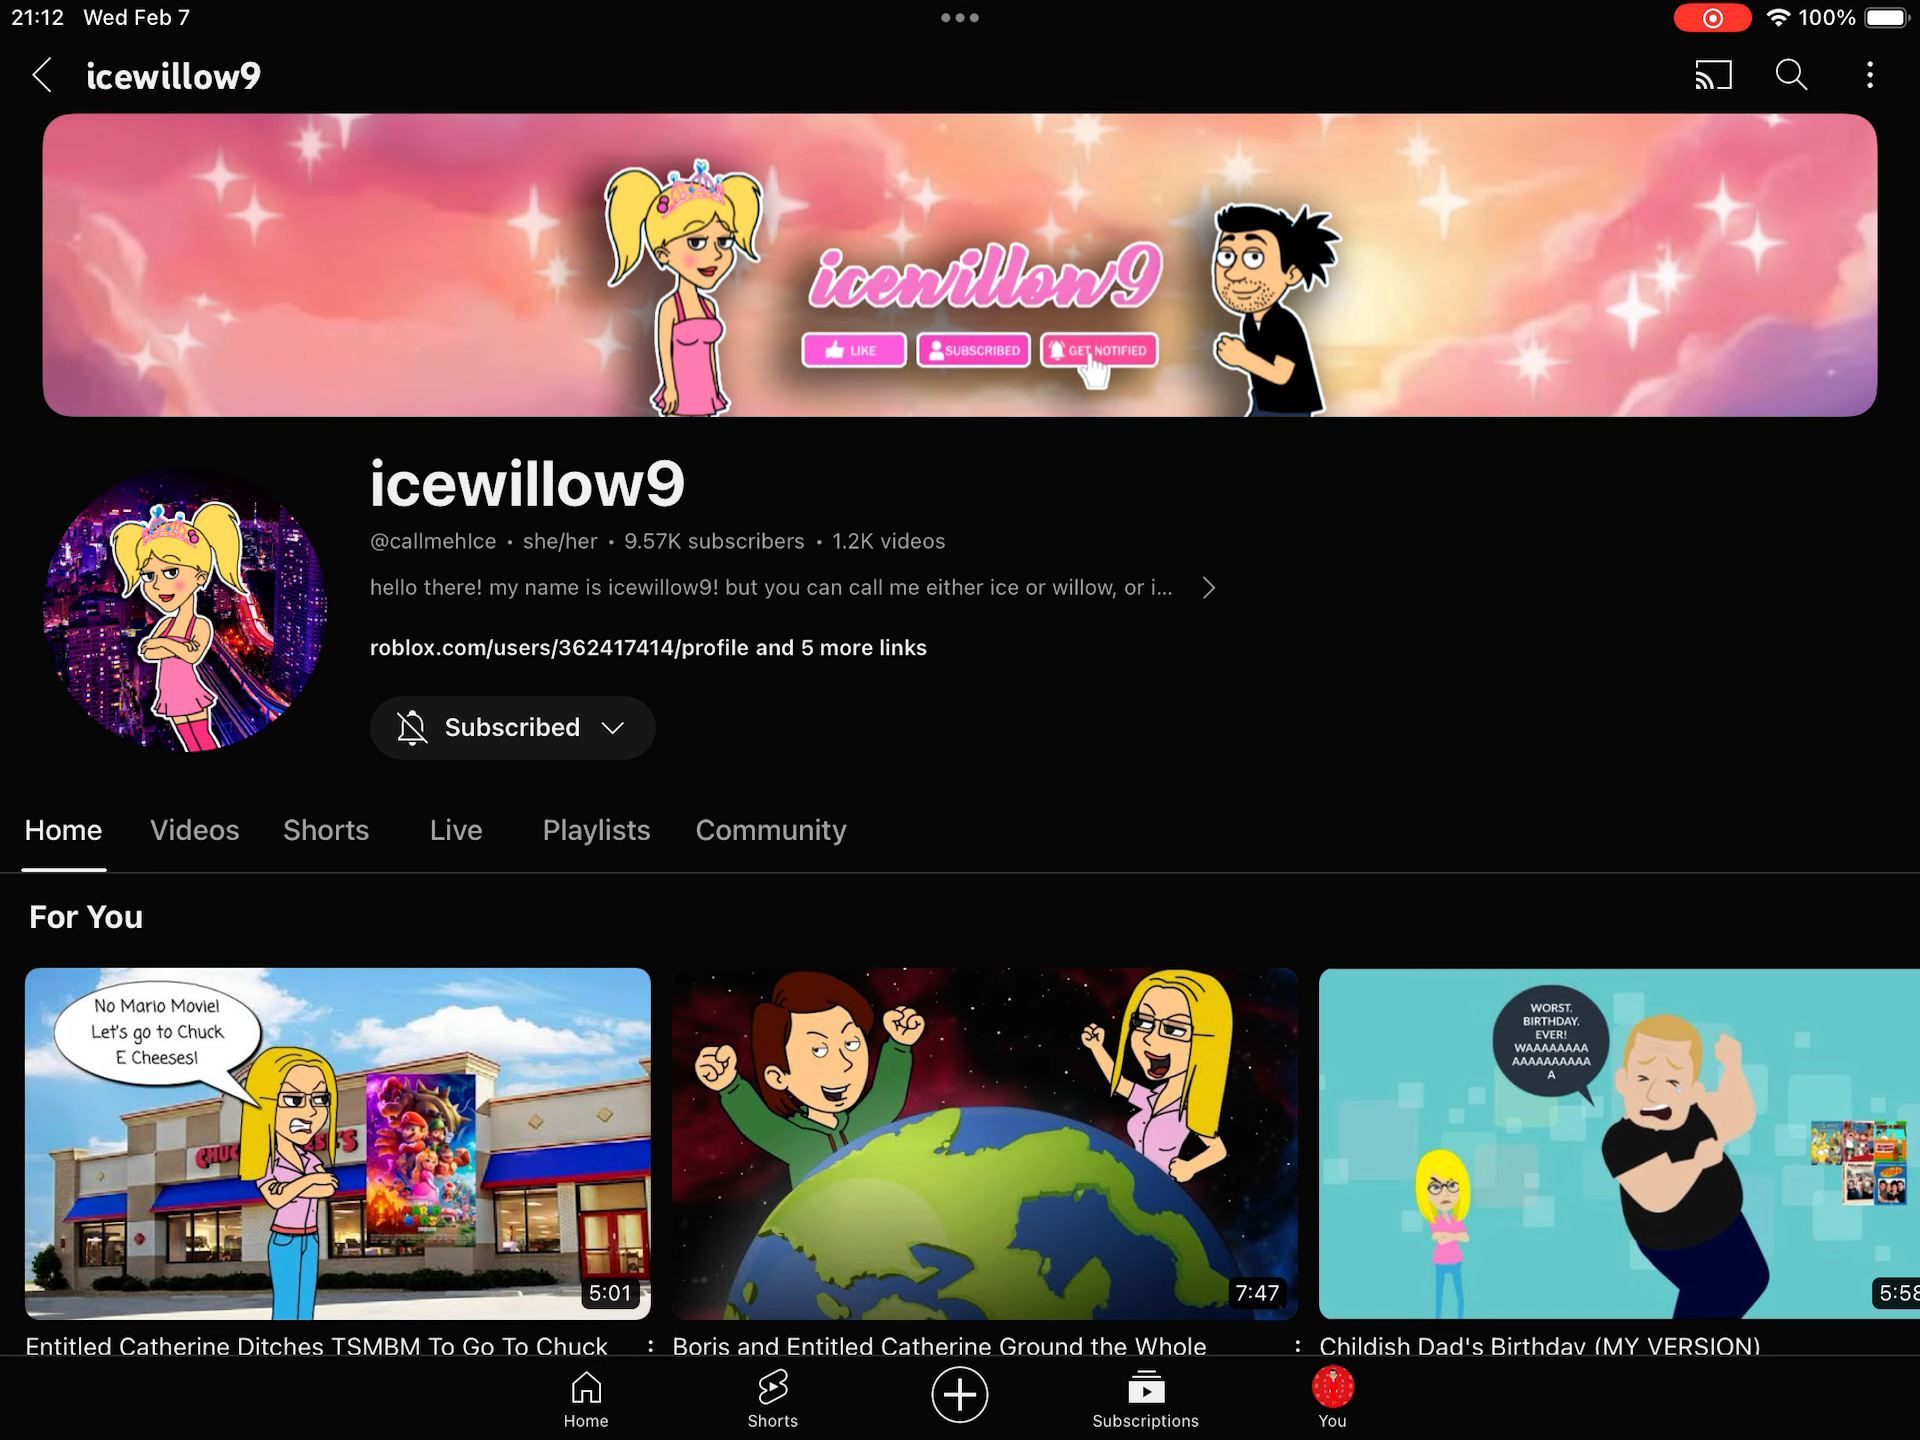 21:12 Wed Feb 7
100%
icewillow9
icewillow9
LIKE SUBSCRIBED GET NOTIFIED
icewillow9
@callmehIce • she/her • 9.57K subscribers • 1.2K videos
hello there! my name is icewillow9! but you can call me either ice or willow, or i...
roblox.com/users/362417414/profile and 5 more links
Subscribed
Home Videos Shorts Live Playlists Community
For You
No Mario Movie!
Let's go to Chuck
E Cheeses!
5:01
7:47
WORST.
BIRTHDAY.
EVER!
WAAAAAAAA
AAAAAAAAAA
A
5:58
Entitled Catherine Ditches TSMBM To Go To Chuck
Boris and Entitled Catherine Ground the Whole
Childish Dad's Birthday (MY VERSION)
Home Shorts Subscriptions You